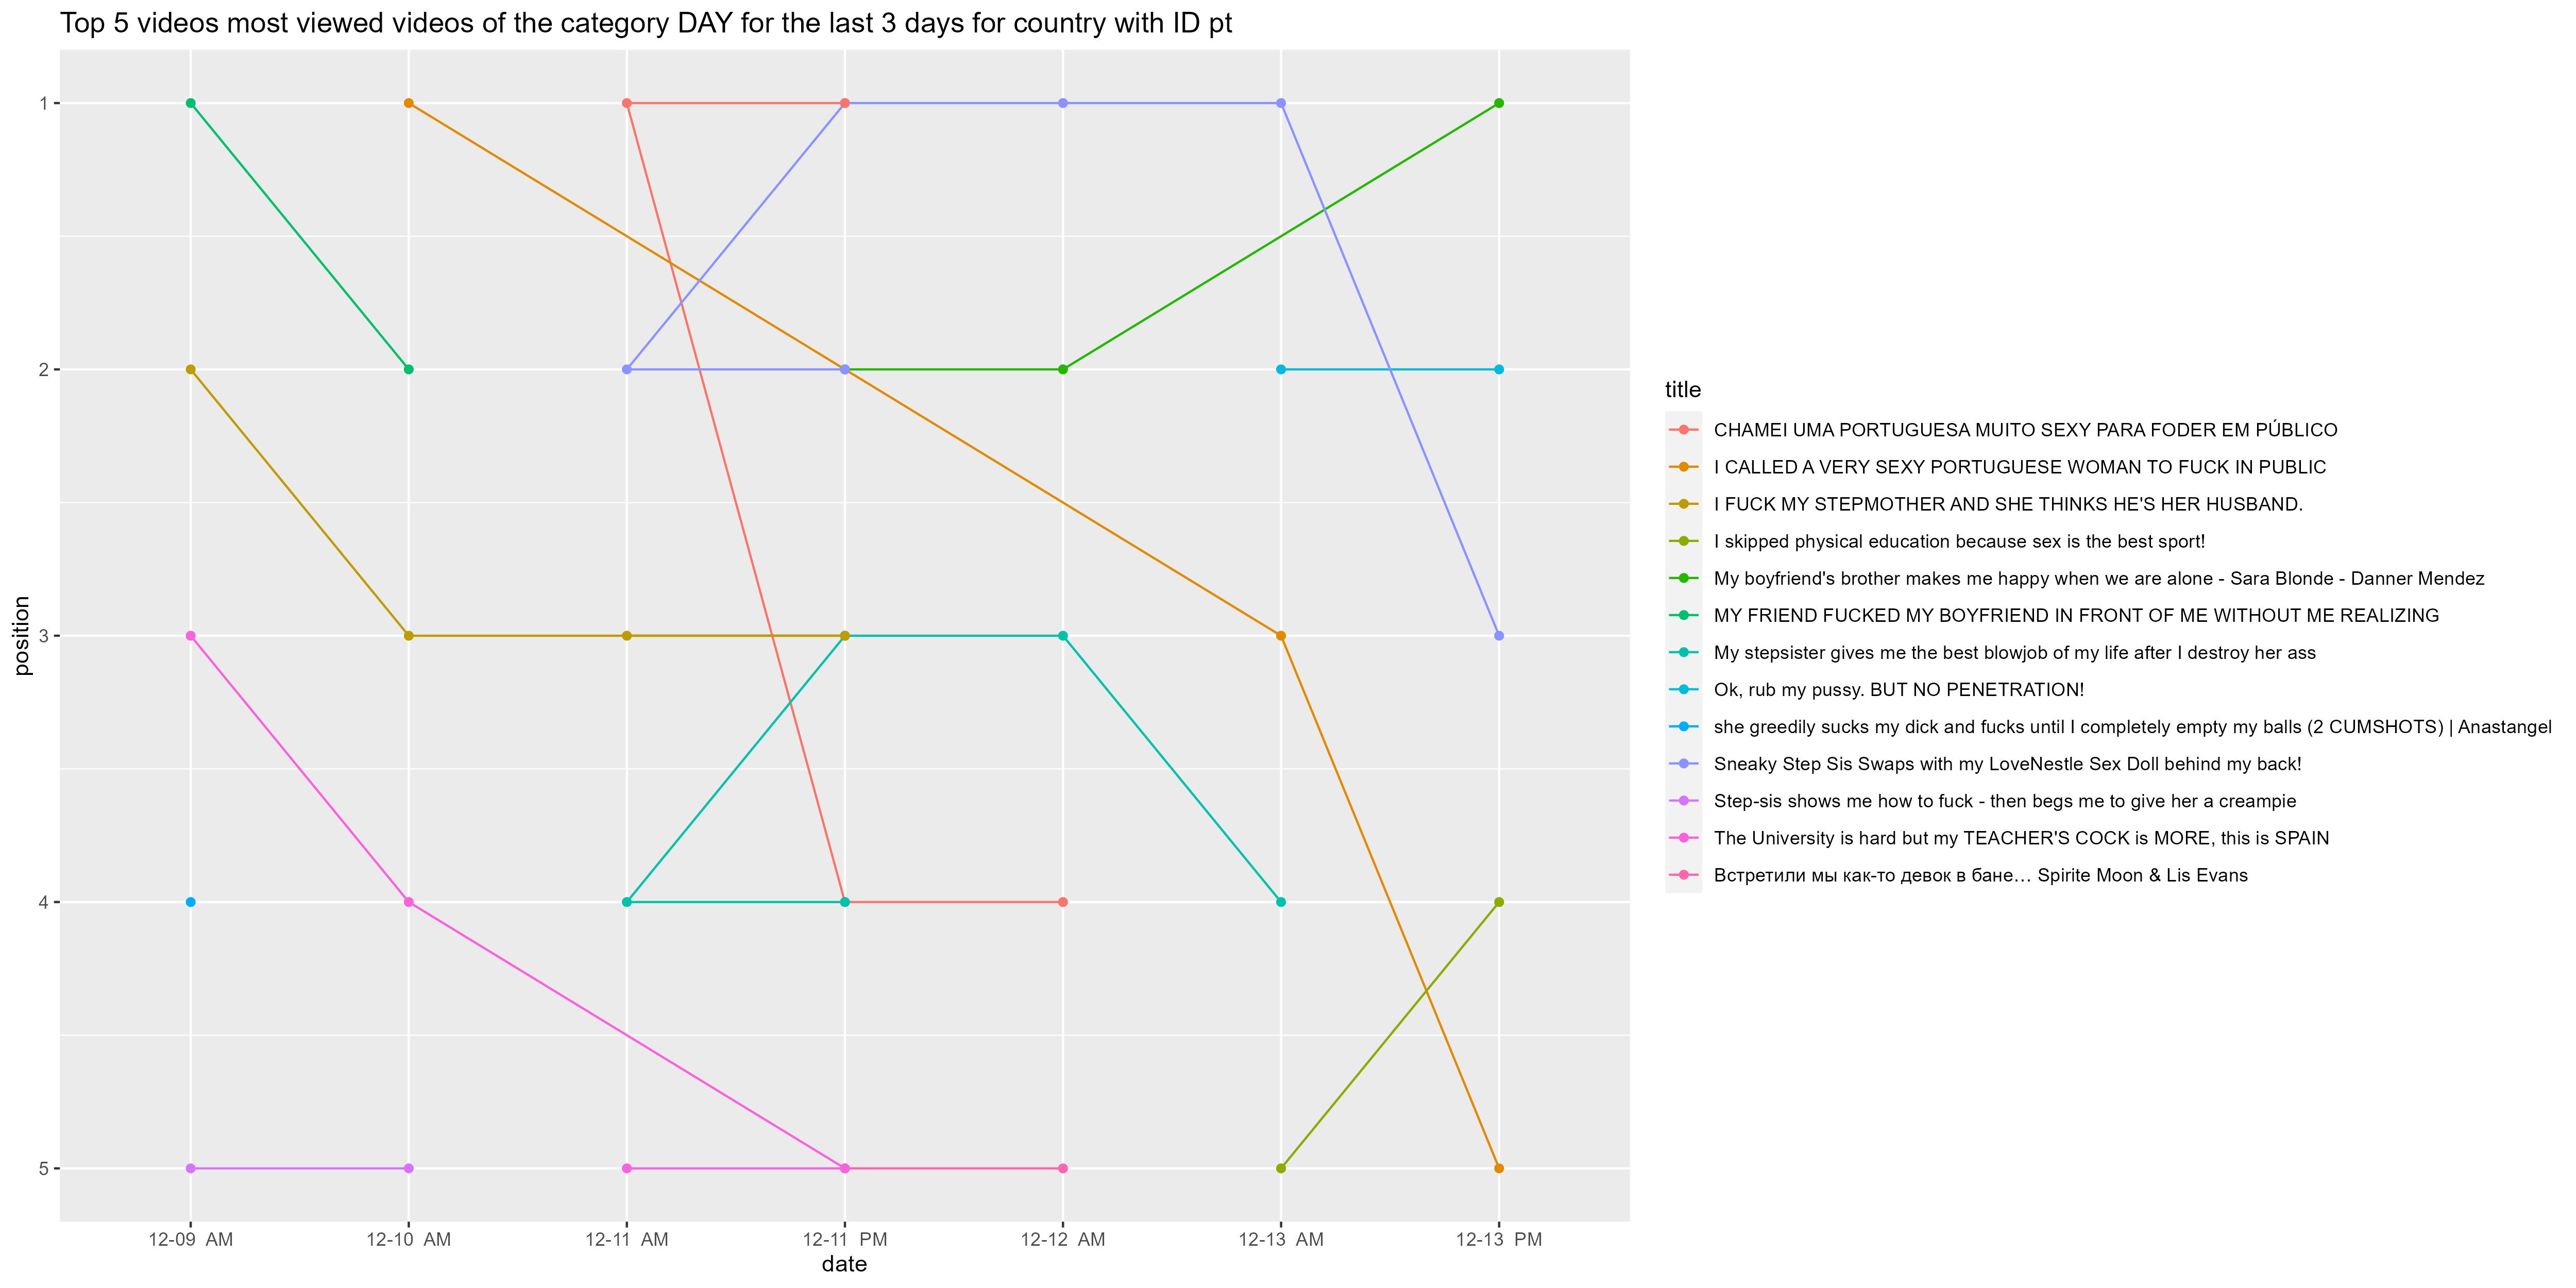 Top 5 videos most viewed videos of the category DAY for the last 3 days for country with ID pt
position
1
2
3
4
5
12-09 AM
12-10 AM
12-11 AM
12-11 PM
12-12 AM
12-13 AM
12-13 PM
date
title
CHAMEI UMA PORTUGUESA MUITO SEXY PARA FODER EM PÚBLICO
I CALLED A VERY SEXY PORTUGUESE WOMAN TO FUCK IN PUBLIC
I FUCK MY STEPMOTHER AND SHE THINKS HE'S HER HUSBAND.
I skipped physical education because sex is the best sport!
My boyfriend's brother makes me happy when we are alone - Sara Blonde - Danner Mendez
MY FRIEND FUCKED MY BOYFRIEND IN FRONT OF ME WITHOUT ME REALIZING
My stepsister gives me the best blowjob of my life after I destroy her ass
Ok, rub my pussy. BUT NO PENETRATION!
she greedily sucks my dick and fucks until I completely empty my balls (2 CUMSHOTS) | Anastangel
Sneaky Step Sis Swaps with my LoveNestle Sex Doll behind my back!
Step-sis shows me how to fuck - then begs me to give her a creampie
The University is hard but my TEACHER'S COCK is MORE, this is SPAIN
Встретили мы как-то девок в бане… Spirite Moon & Lis Evans